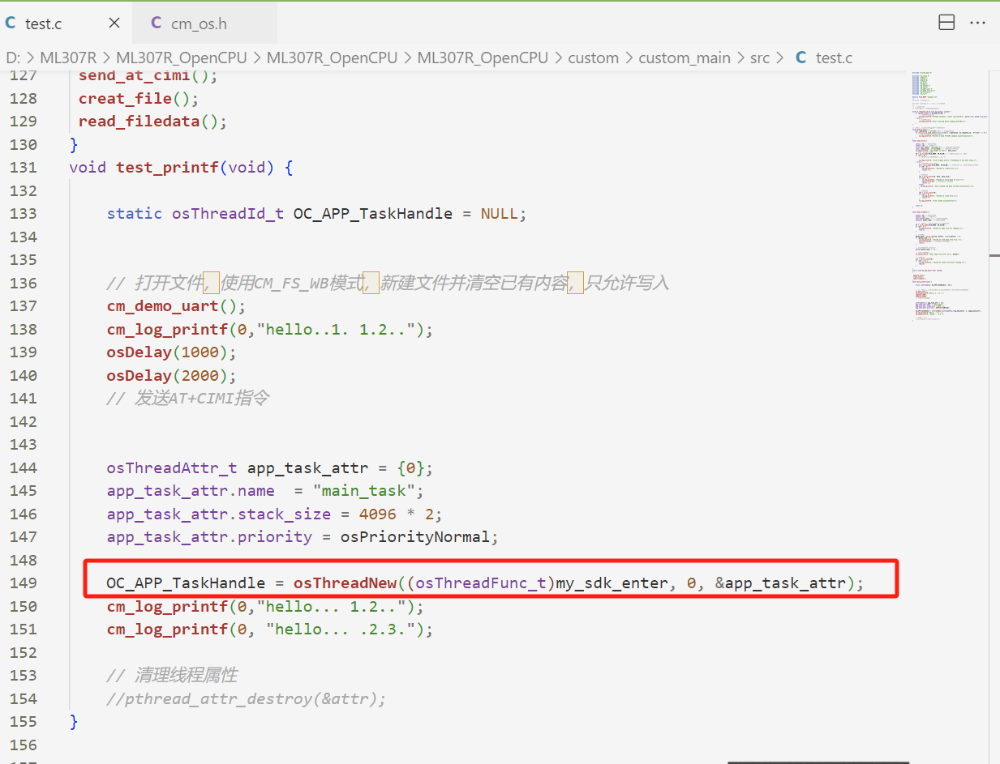 C test.c ×
C cm_os.h
D: > ML307R > ML307R_OpenCPU > ML307R_OpenCPU > ML307R_OpenCPU > custom > custom_main > src > C test.c
127 send_at_cimi();
128 creat_file();
129 read_filedata();
130 }
131 void test_printf(void) {
132
133 static osThreadId_t OC_APP_TaskHandle = NULL;
134
135
136 // 打开文件，使用CM_FS_WB模式，新建文件并清空已有内容，只允许写入
137 cm_demo_uart();
138 cm_log_printf(0,"hello..1. 1.2..");
139 osDelay(1000);
140 osDelay(2000);
141 // 发送AT+CIMI指令
142
143
144 osThreadAttr_t app_task_attr = {0};
145 app_task_attr.name  = "main_task";
146 app_task_attr.stack_size = 4096 * 2;
147 app_task_attr.priority = osPriorityNormal;
148
149 OC_APP_TaskHandle = osThreadNew((osThreadFunc_t)my_sdk_enter, 0, &app_task_attr);
150 cm_log_printf(0,"hello... 1.2..");
151 cm_log_printf(0, "hello... .2.3.");
152
153 // 清理线程属性
154 //pthread_attr_destroy(&attr);
155 }
156